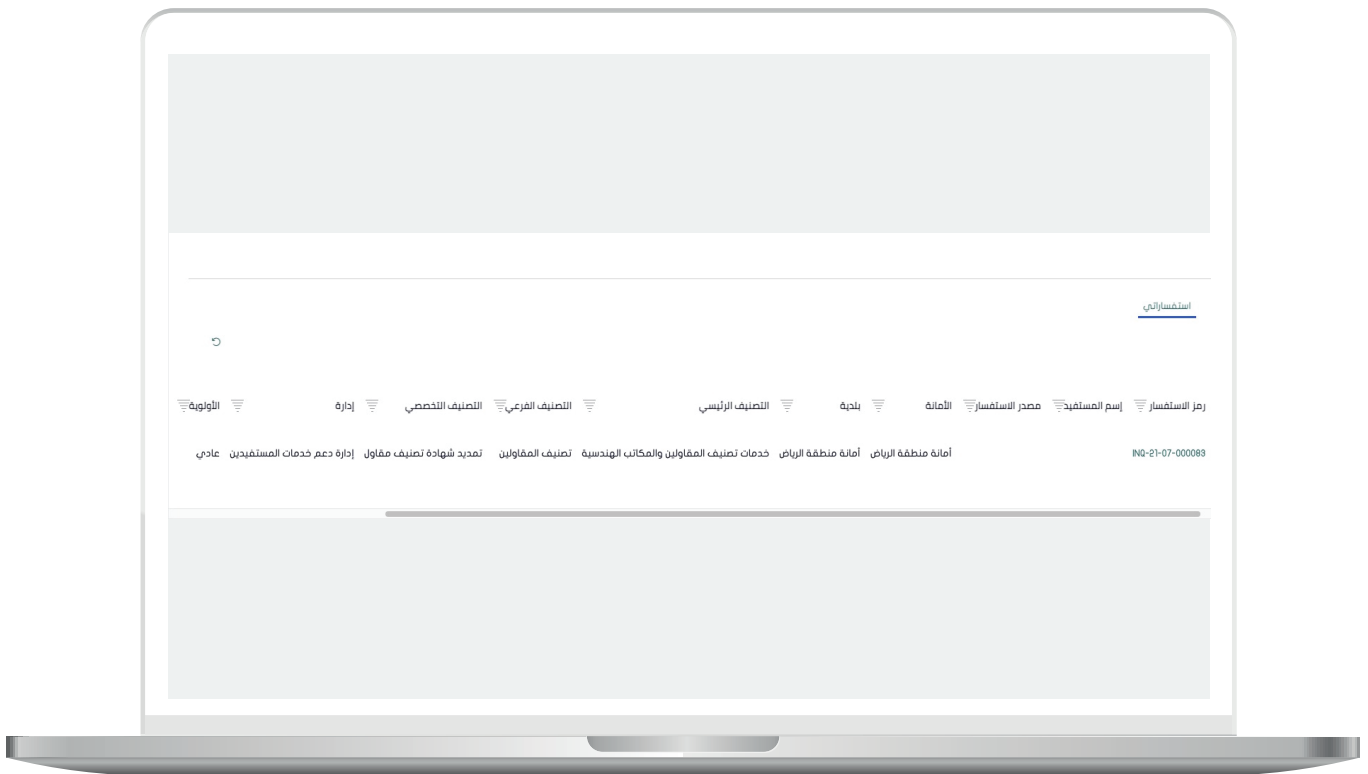 استفساراتي
رمز الاستفسار إسم المستفيد مصدر الاستفسار الأمانة بلدية التصنيف الرئيسي التصنيف الفرعي التصنيف التخصصي إدارة الأولوية
INQ-21-07-000083 أمانة منطقة الرياض أمانة منطقة الرياض خدمات تصنيف المقاولين والمكاتب الهندسية تصنيف المقاولين تمديد شهادة تصنيف مقاول إدارة دعم خدمات المستفيدين عادي